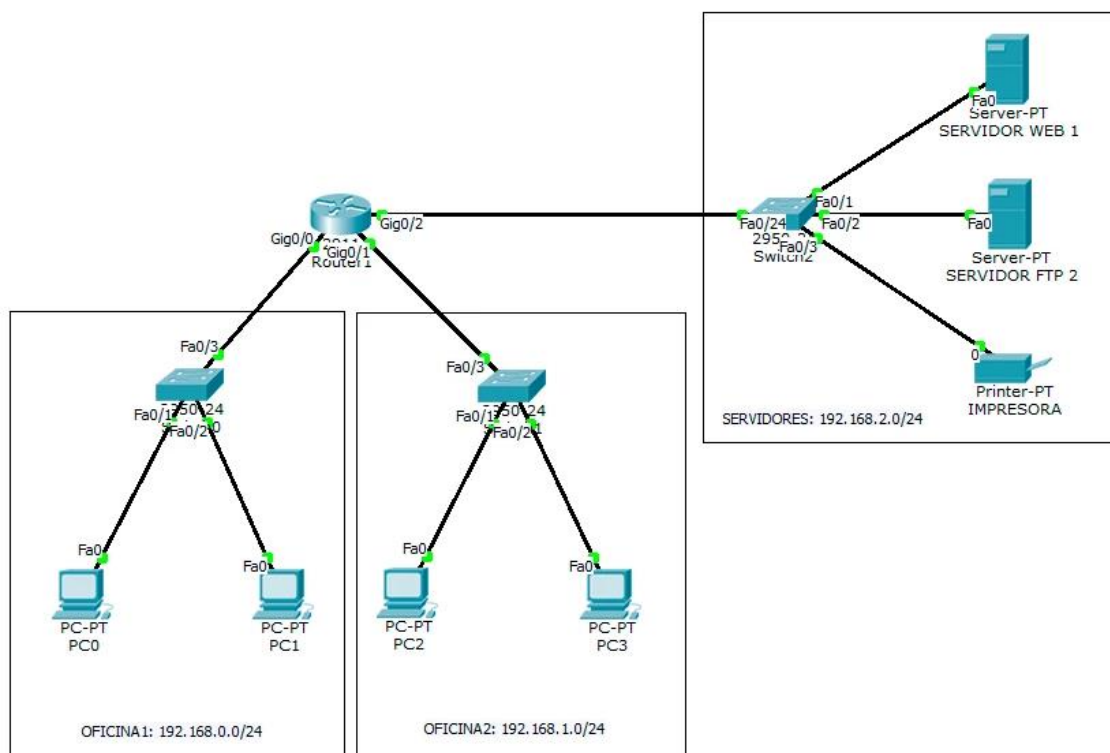 Fa0
Server-PT
SERVIDOR WEB 1
Fa0/1
Gig0/2
Fa0/24
Fa0/2
Fa0
Gig0/0
Gig0/1
Fa0/3
Router1
Switch2
Server-PT
SERVIDOR FTP 2
Fa0/3
Fa0/3
0
Printer-PT
IMPRESORA
Fa0/1
Fa0/2
Fa0/1
Fa0/2
SERVIDORES: 192.168.2.0/24
Fa0
Fa0
Fa0
Fa0
PC-PT
PC0
PC-PT
PC1
PC-PT
PC2
PC-PT
PC3
OFICINA1: 192.168.0.0/24
OFICINA2: 192.168.1.0/24